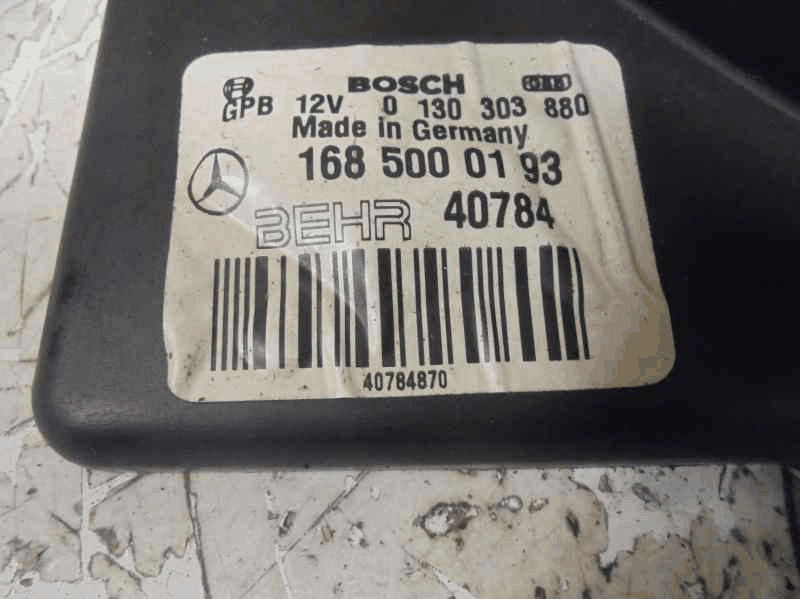 BOSCH
GPB 12V 0 130 303 880
Made in Germany
168 500 01 93
BEHR 40784
40784870